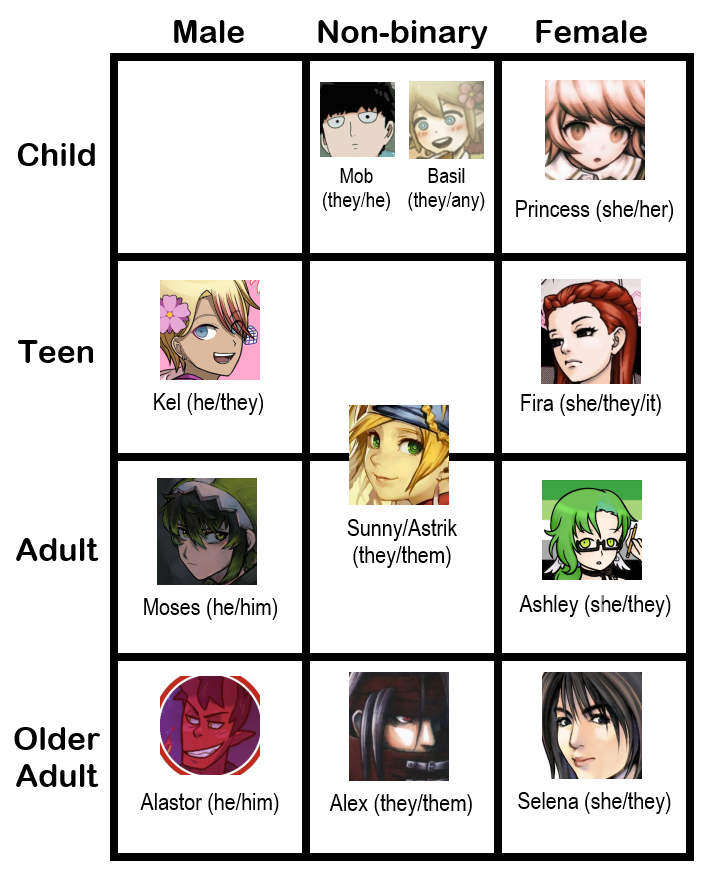 Male Non-binary Female
Child
Mob
(they/he)
Basil
(they/any)
Princess (she/her)
Teen
Kel (he/they)
Fira (she/they/it)
Adult
Moses (he/him)
Sunny/Astrik
(they/them)
Ashley (she/they)
Older
Adult
Alastor (he/him)
Alex (they/them)
Selena (she/they)